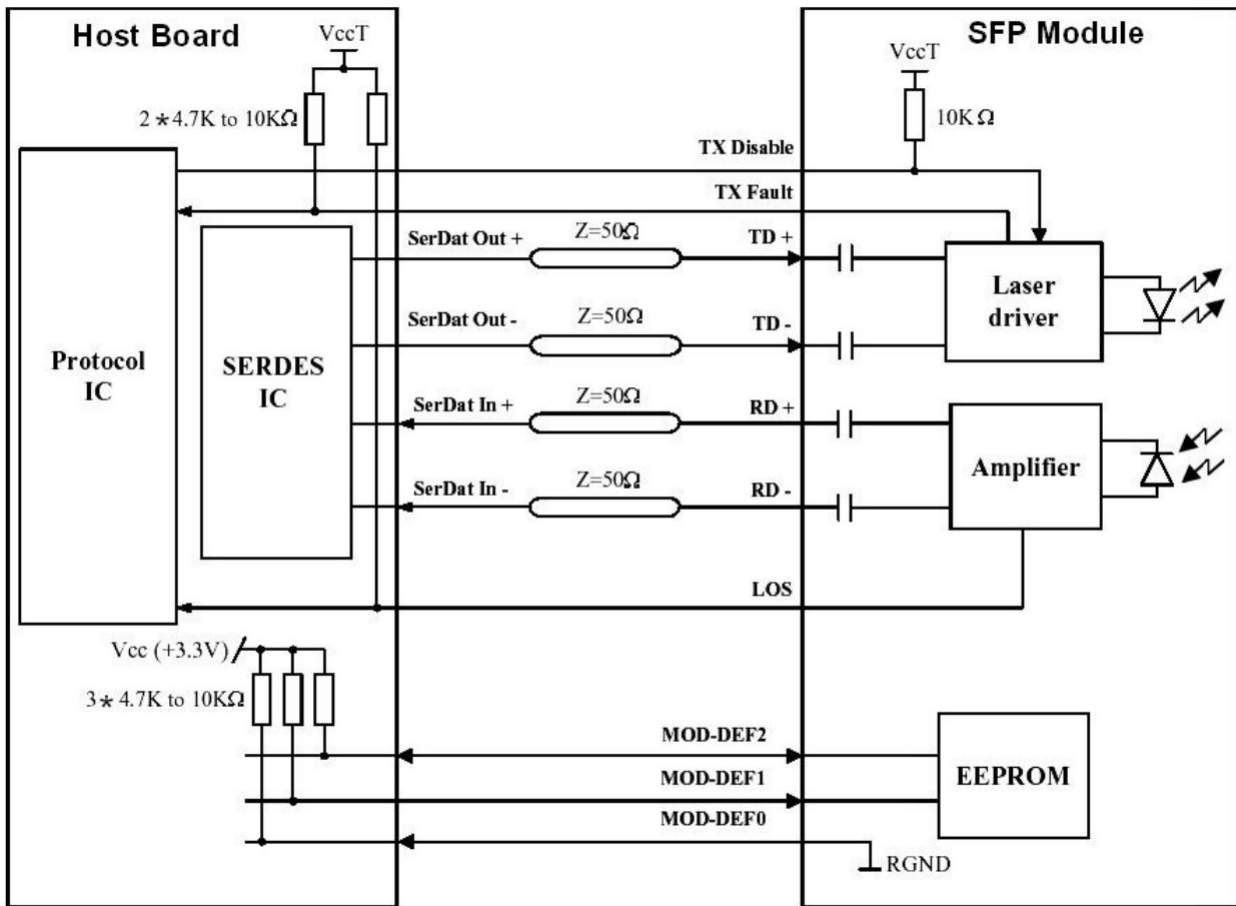 Host Board
SFP Module
VccT
VccT
2*4.7K to 10KΩ
10KΩ
TX Disable
TX Fault
SerDat Out +
Z=50Ω
TD +
Laser
driver
SerDat Out -
Z=50Ω
TD -
Protocol
IC
SERDES
IC
SerDat In +
Z=50Ω
RD +
Amplifier
SerDat In -
Z=50Ω
RD -
LOS
Vcc (+3.3V)
3*4.7K to 10KΩ
MOD-DEF2
MOD-DEF1
MOD-DEF0
EEPROM
RGND